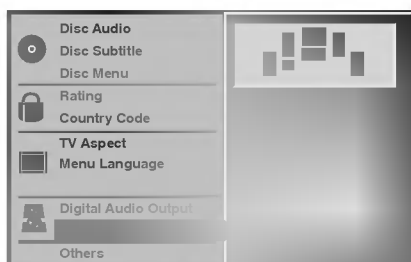 Disc Audio
Disc Subtitle
Disc Menu
Rating
Country Code
TV Aspect
Menu Language
Digital Audio Output
Others